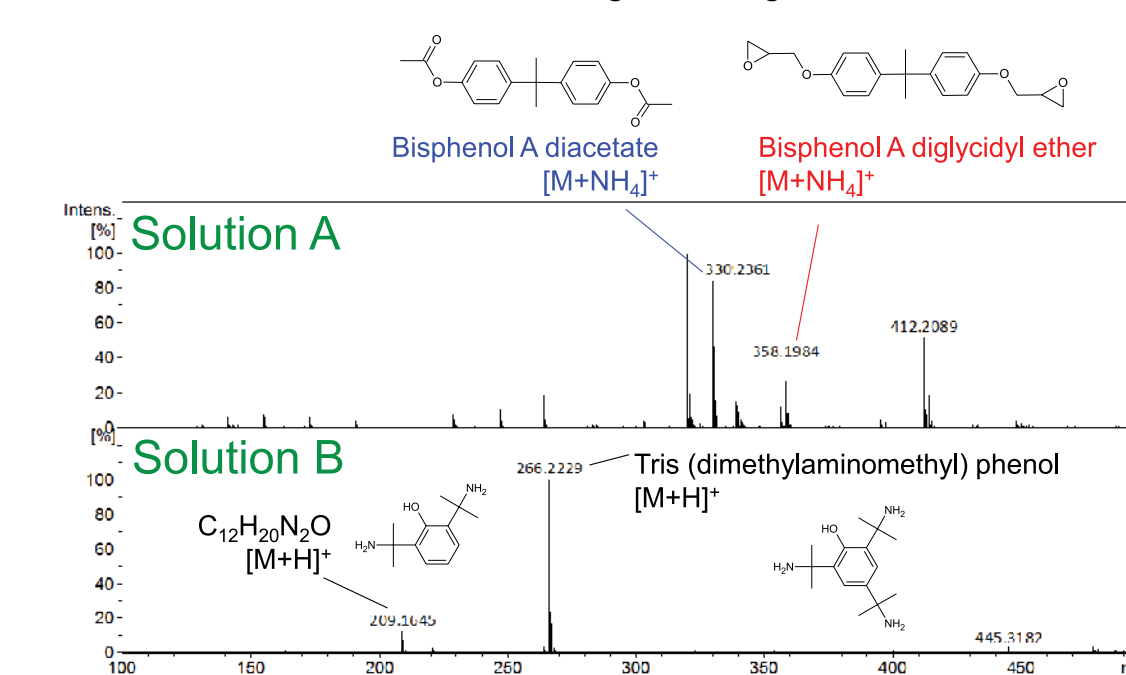 O
O
O
O
O
O
O
O
Bisphenol A diacetate
[M+NH₄]⁺
Bisphenol A diglycidyl ether
[M+NH₄]⁺
Intens.
[%]
Solution A
100
80
60
40
20
0
330.2361
358.1984
412.2089
[%]
Solution B
100
80
60
40
20
0
266.2229
Tris (dimethylaminomethyl) phenol
[M+H]⁺
C₁₂H₂₀N₂O
[M+H]⁺
HO
NH₂
H₂N
HO
NH₂
H₂N
NH₂
209.1645
445.3182
100
150
200
250
300
350
400
450